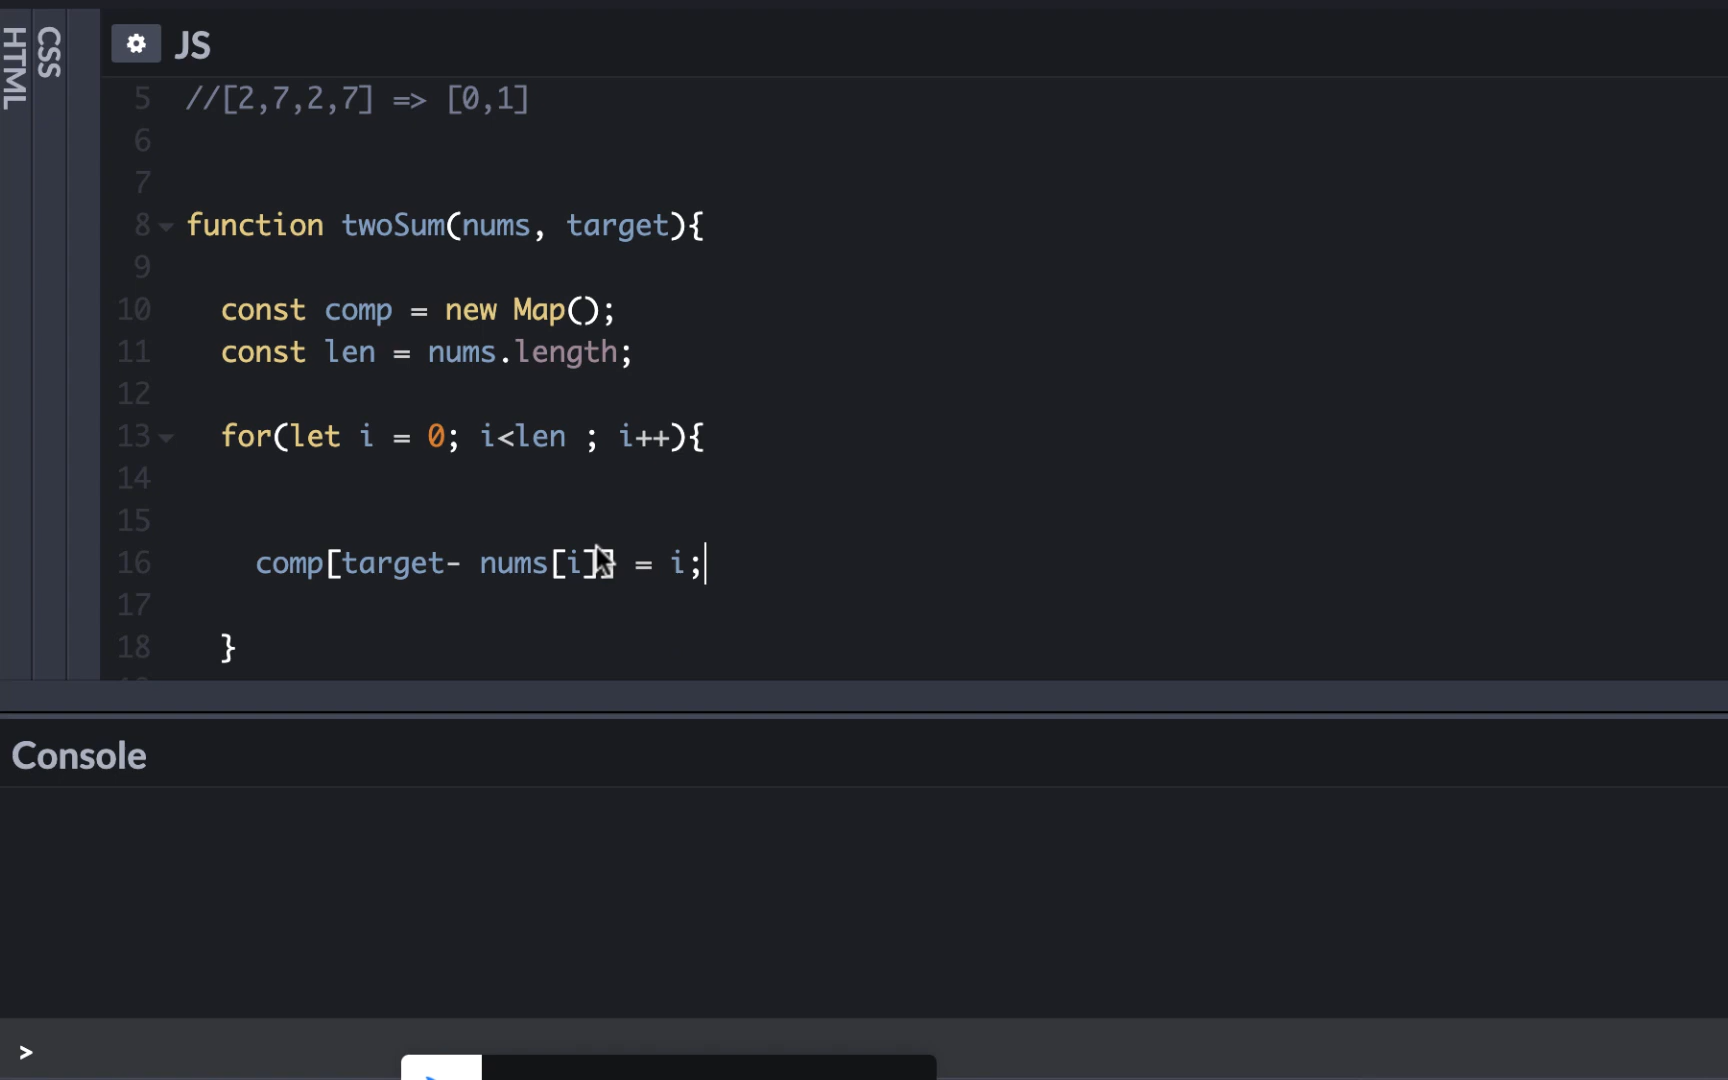 HTML
CSS
JS
5 //[2,7,2,7] => [0,1]
6
7
8 function twoSum(nums, target){
9
10 const comp = new Map();
11 const len = nums.length;
12
13 for(let i = 0; i<len ; i++){
14
15
16 comp[target- nums[i]] = i;
17
18 }
Console
>